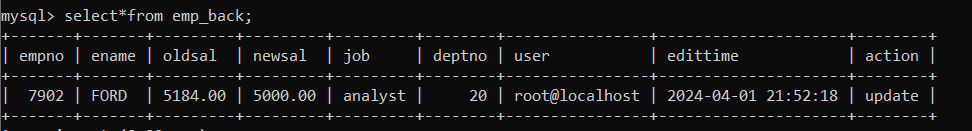 mysql> select*from emp_back;
+-------+-------+---------+---------+---------+--------+----------------+---------------------+--------+
| empno | ename | oldsal | newsal | job | deptno | user | edittime | action |
+-------+-------+---------+---------+---------+--------+----------------+---------------------+--------+
| 7902 | FORD | 5184.00 | 5000.00 | analyst | 20 | root@localhost | 2024-04-01 21:52:18 | update |
+-------+-------+---------+---------+---------+--------+----------------+---------------------+--------+